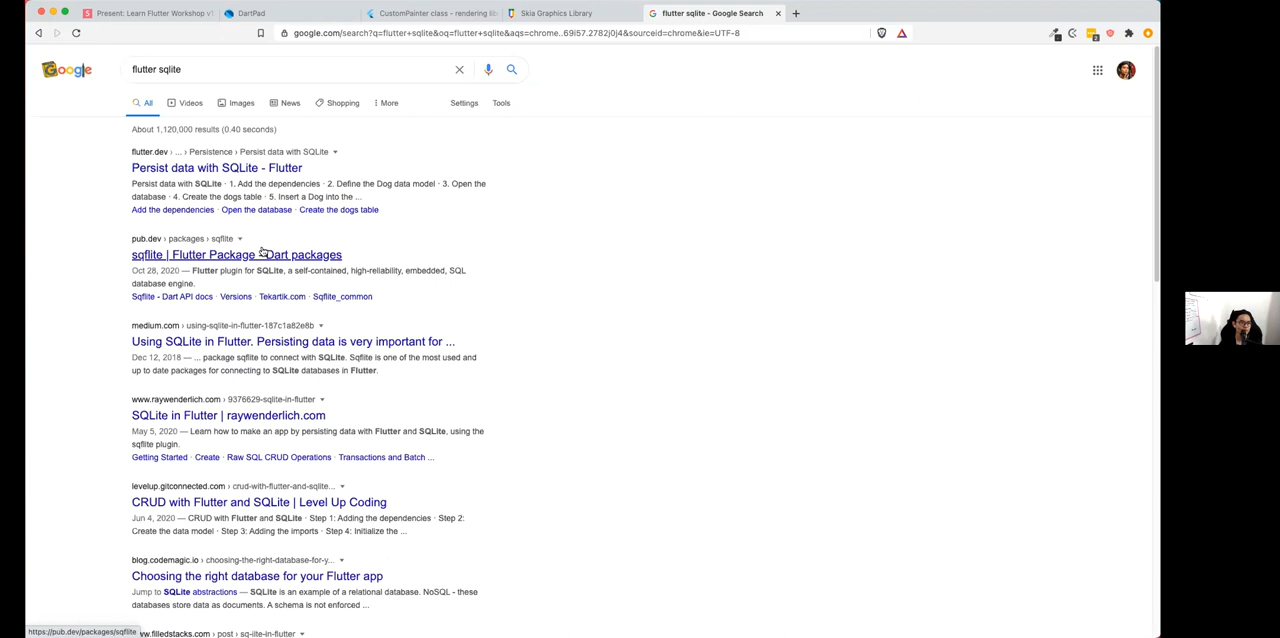 Present: Learn Flutter Workshop v1
DartPad
CustomPainter class - rendering lib
Skia Graphics Library
flutter sqlite - Google Search
google.com/search?q=flutter+sqlite&oq=flutter+sqlite&aqs=chrome..69i57.2782j0j4&sourceid=chrome&ie=UTF-8
Google
flutter sqlite
All
Videos
Images
News
Shopping
More
Settings
Tools
About 1,120,000 results (0.40 seconds)
flutter.dev › ... › Persistence › Persist data with SQLite
Persist data with SQLite - Flutter
Persist data with SQLite · 1. Add the dependencies · 2. Define the Dog data model · 3. Open the
database · 4. Create the dogs table · 5. Insert a Dog into the ...
Add the dependencies · Open the database · Create the dogs table
pub.dev › packages › sqflite
sqflite | Flutter Package - Dart packages
Oct 28, 2020 — Flutter plugin for SQLite, a self-contained, high-reliability, embedded, SQL
database engine.
Sqflite - Dart API docs · Versions · Tekartik.com · Sqflite_common
medium.com › using-sqlite-in-flutter-187c1a82e8b
Using SQLite in Flutter. Persisting data is very important for ...
Dec 12, 2018 — ... package sqflite to connect with SQLite. Sqflite is one of the most used and
up to date packages for connecting to SQLite databases in Flutter.
www.raywenderlich.com › 9376629-sqlite-in-flutter
SQLite in Flutter | raywenderlich.com
May 5, 2020 — Learn how to make an app by persisting data with Flutter and SQLite, using the
sqflite plugin.
Getting Started · Create · Raw SQL CRUD Operations · Transactions and Batch ...
levelup.gitconnected.com › crud-with-flutter-and-sqlite...
CRUD with Flutter and SQLite | Level Up Coding
Jun 4, 2020 — CRUD with Flutter and SQLite · Step 1: Adding the dependencies · Step 2:
Create the data model · Step 3: Adding the imports · Step 4: Initialize the ...
blog.codemagic.io › choosing-the-right-database-for-y...
Choosing the right database for your Flutter app
Jump to SQLite abstractions — SQLite is an example of a relational database. NoSQL - these
databases store data as documents. A schema is not enforced ...
https://pub.dev/packages/sqflite
ww.filledstacks.com › post › sq-lite-in-flutter